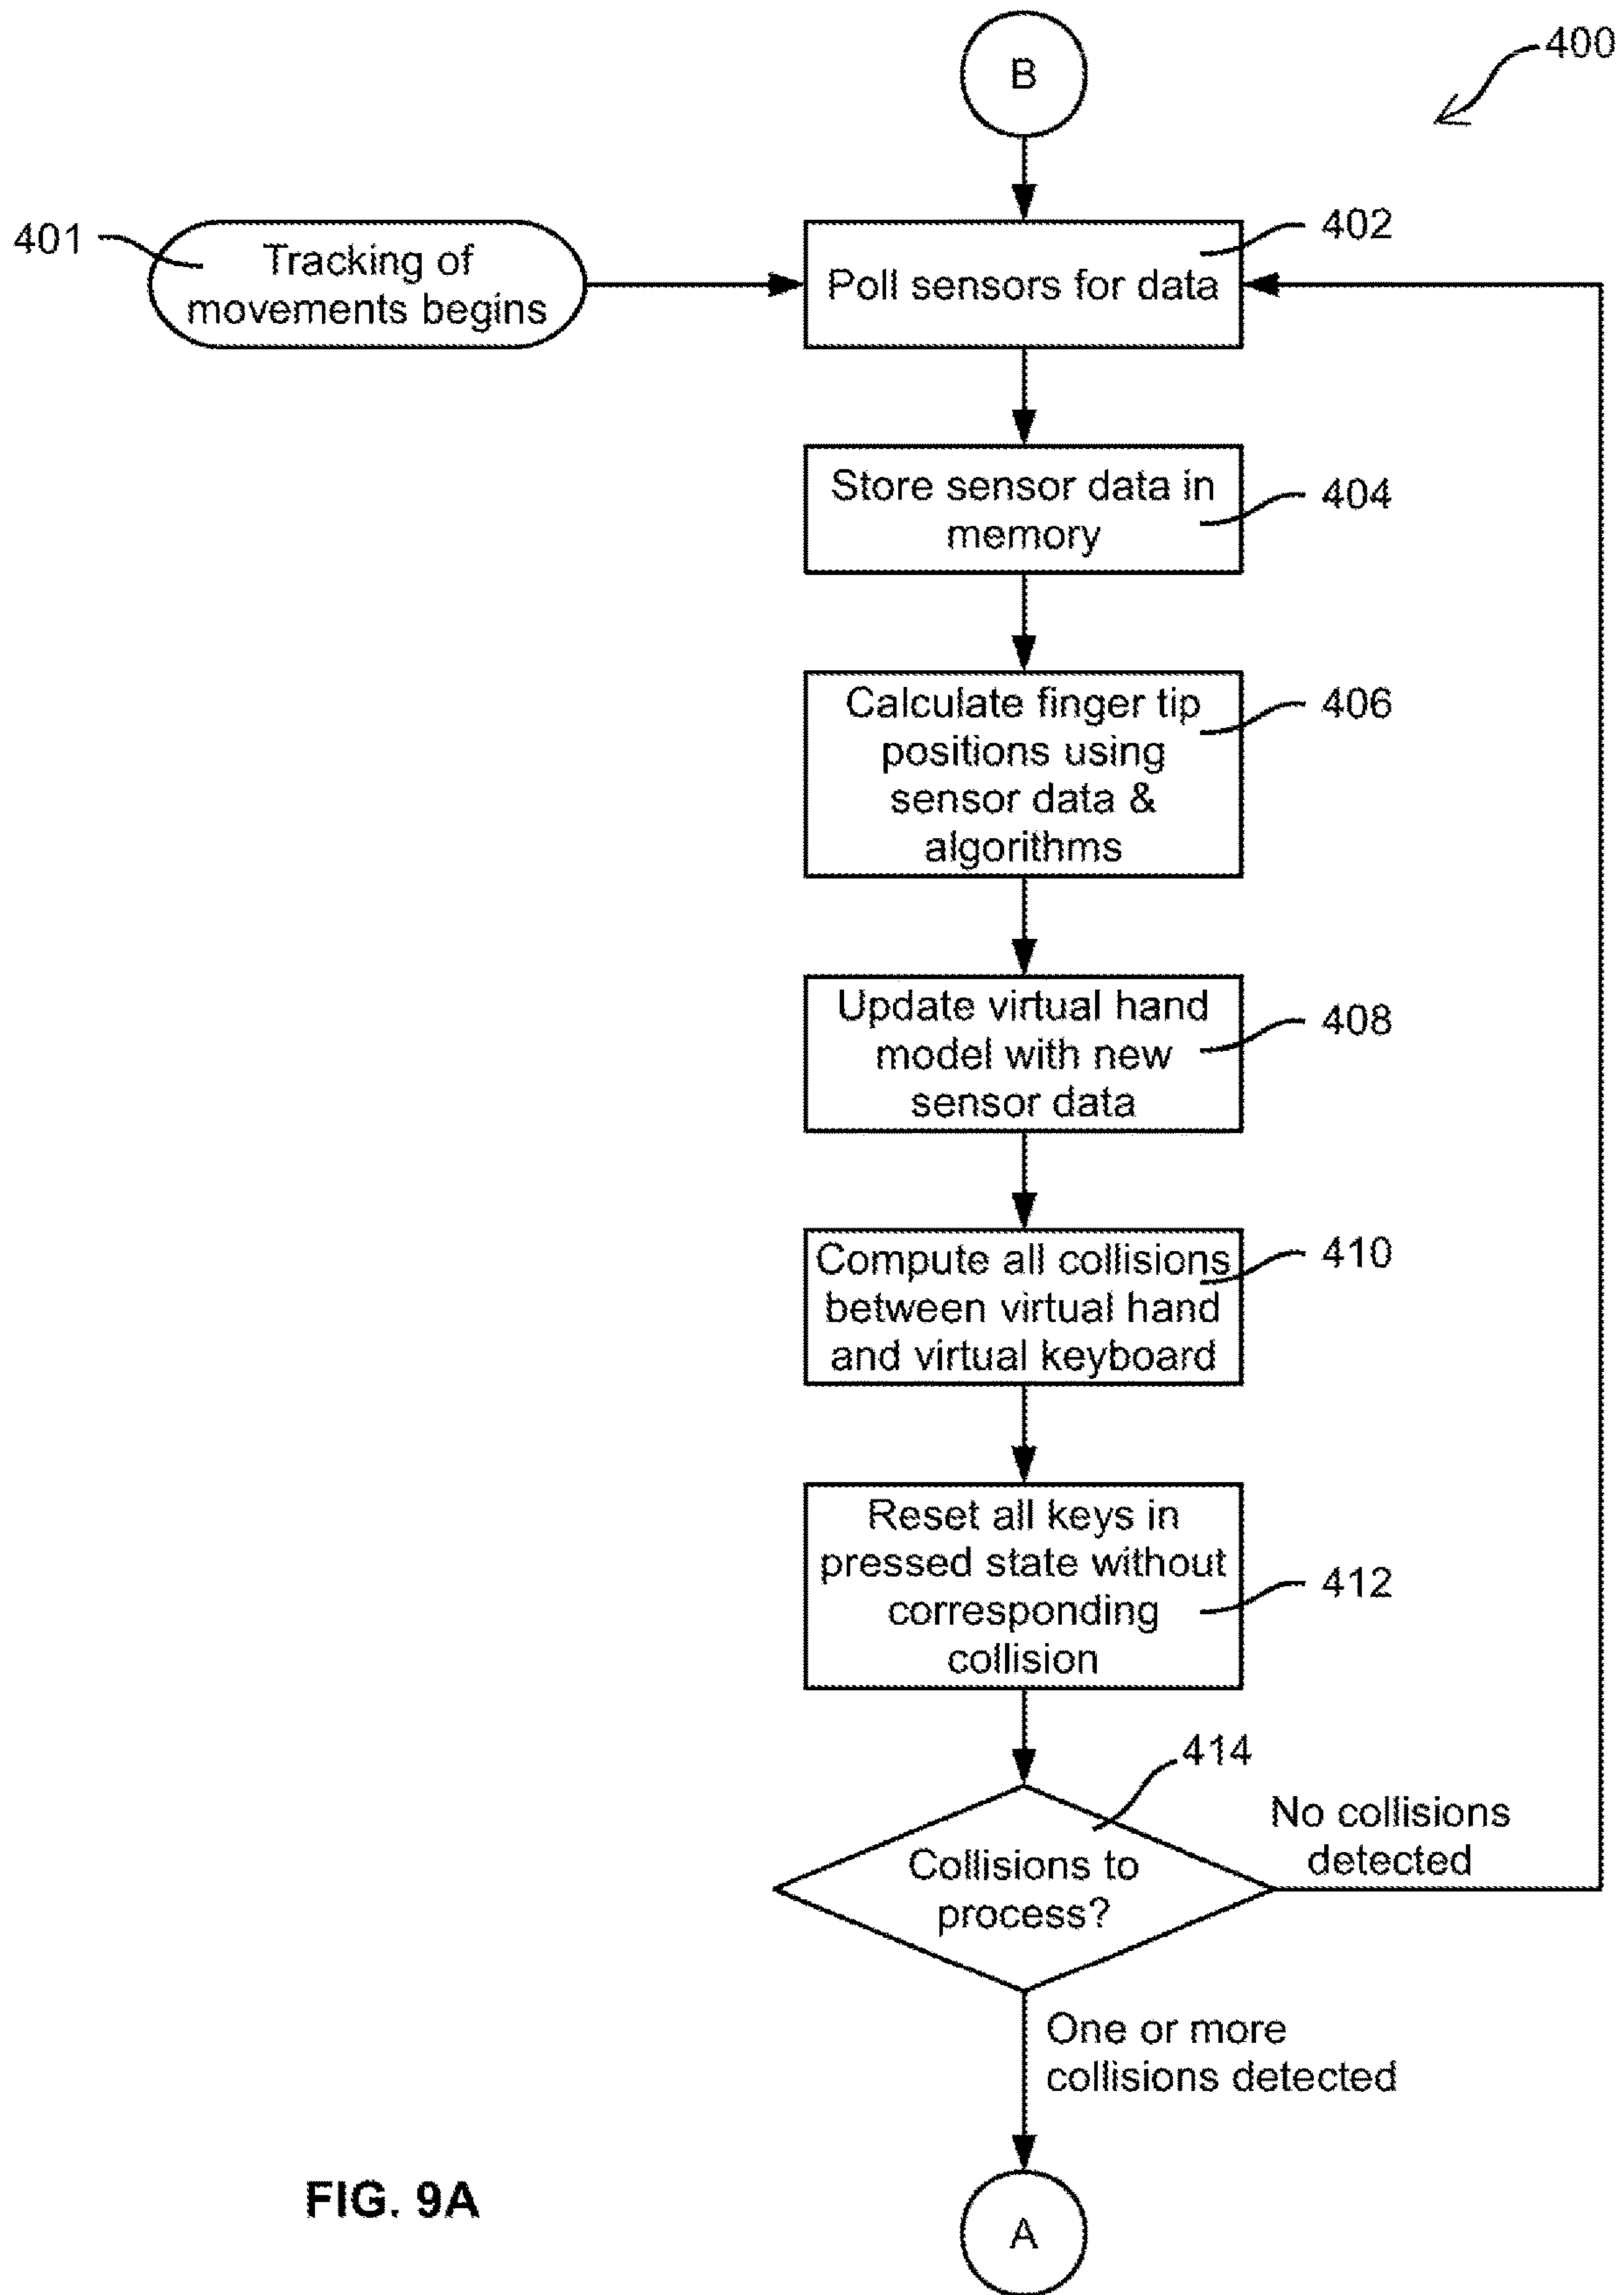 B
400
401
Tracking of
movements begins
402
Poll sensors for data
Store sensor data in
memory
404
Calculate finger tip
positions using
sensor data &
algorithms
406
Update virtual hand
model with new
sensor data
408
Compute all collisions
between virtual hand
and virtual keyboard
410
Reset all keys in
pressed state without
corresponding
collision
412
414
Collisions to
process?
No collisions
detected
One or more
collisions detected
A
FIG. 9A